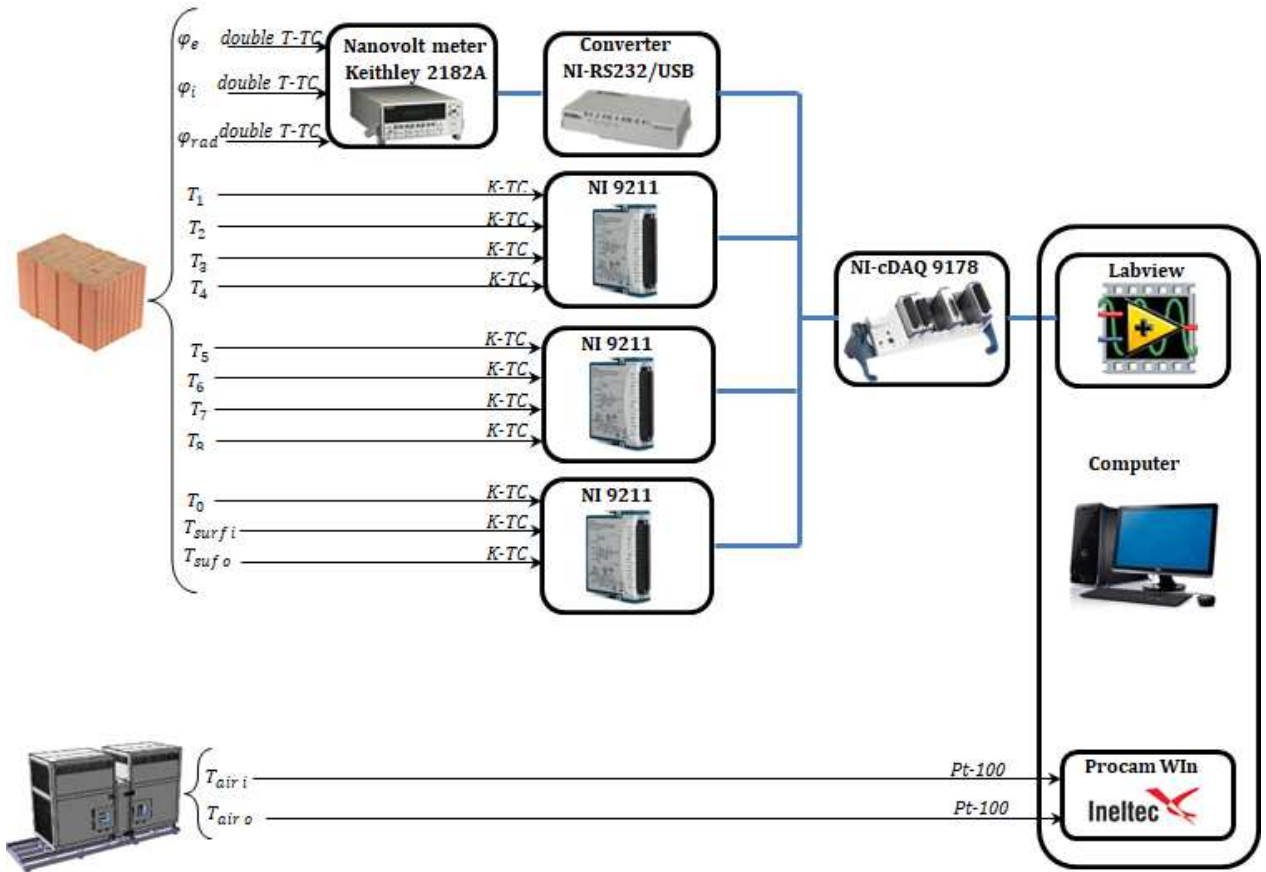 φe double T-TC
φi double T-TC
φrad double T-TC
Nanovolt meter
Keithley 2182A
Converter
NI-RS232/USB
T1 K-TC
T2 K-TC
T3 K-TC
T4 K-TC
NI 9211
T5 K-TC
T6 K-TC
T7 K-TC
T8 K-TC
NI 9211
T0 K-TC
Tsurf i K-TC
Tsuf o K-TC
NI 9211
NI-cDAQ 9178
Labview
Computer
Tair i Pt-100
Tair o Pt-100
Procam WIn
Ineltec